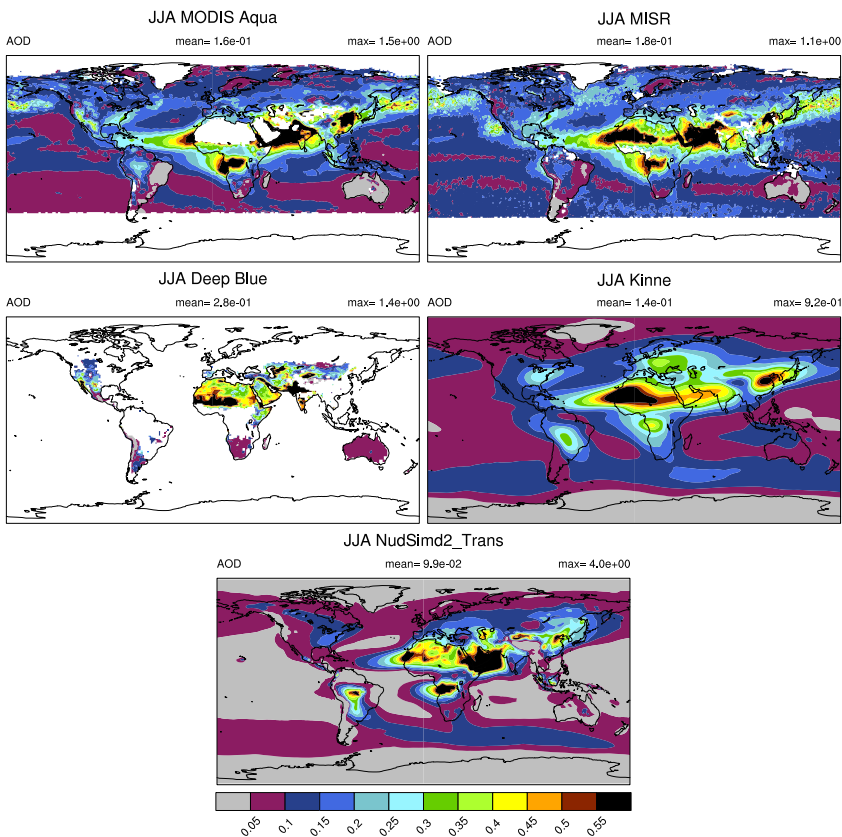 JJA MODIS Aqua
AOD mean= 1.6e-01 max= 1.5e+00
JJA MISR
AOD mean= 1.8e-01 max= 1.1e+00
JJA Deep Blue
AOD mean= 2.8e-01 max= 1.4e+00
JJA Kinne
AOD mean= 1.4e-01 max= 9.2e-01
JJA NudSimd2_Trans
AOD mean= 9.9e-02 max= 4.0e+00
0.05 0.1 0.15 0.2 0.25 0.3 0.35 0.4 0.45 0.5 0.55